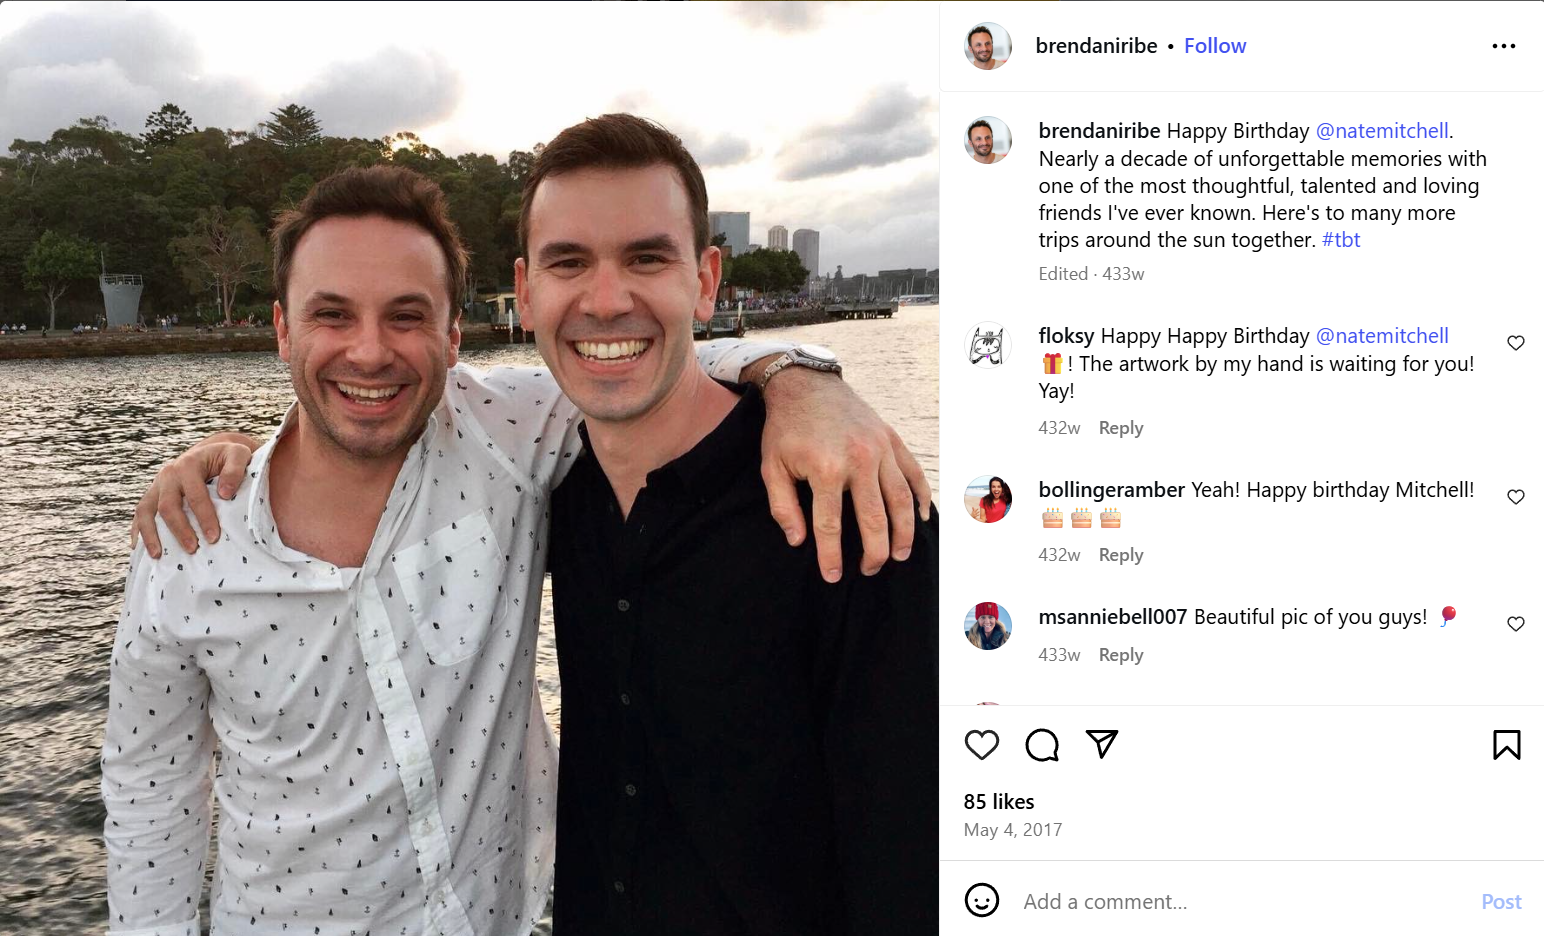 brendaniribe • Follow
brendaniribe Happy Birthday @natemitchell.
Nearly a decade of unforgettable memories with
one of the most thoughtful, talented and loving
friends I've ever known. Here's to many more
trips around the sun together. #tbt
Edited · 433w
floksy Happy Happy Birthday @natemitchell
🎁! The artwork by my hand is waiting for you!
Yay!
432w Reply
bollingeramber Yeah! Happy birthday Mitchell!
🎂🎂🎂
432w Reply
msanniebell007 Beautiful pic of you guys! 🎈
433w Reply
85 likes
May 4, 2017
Add a comment...
Post